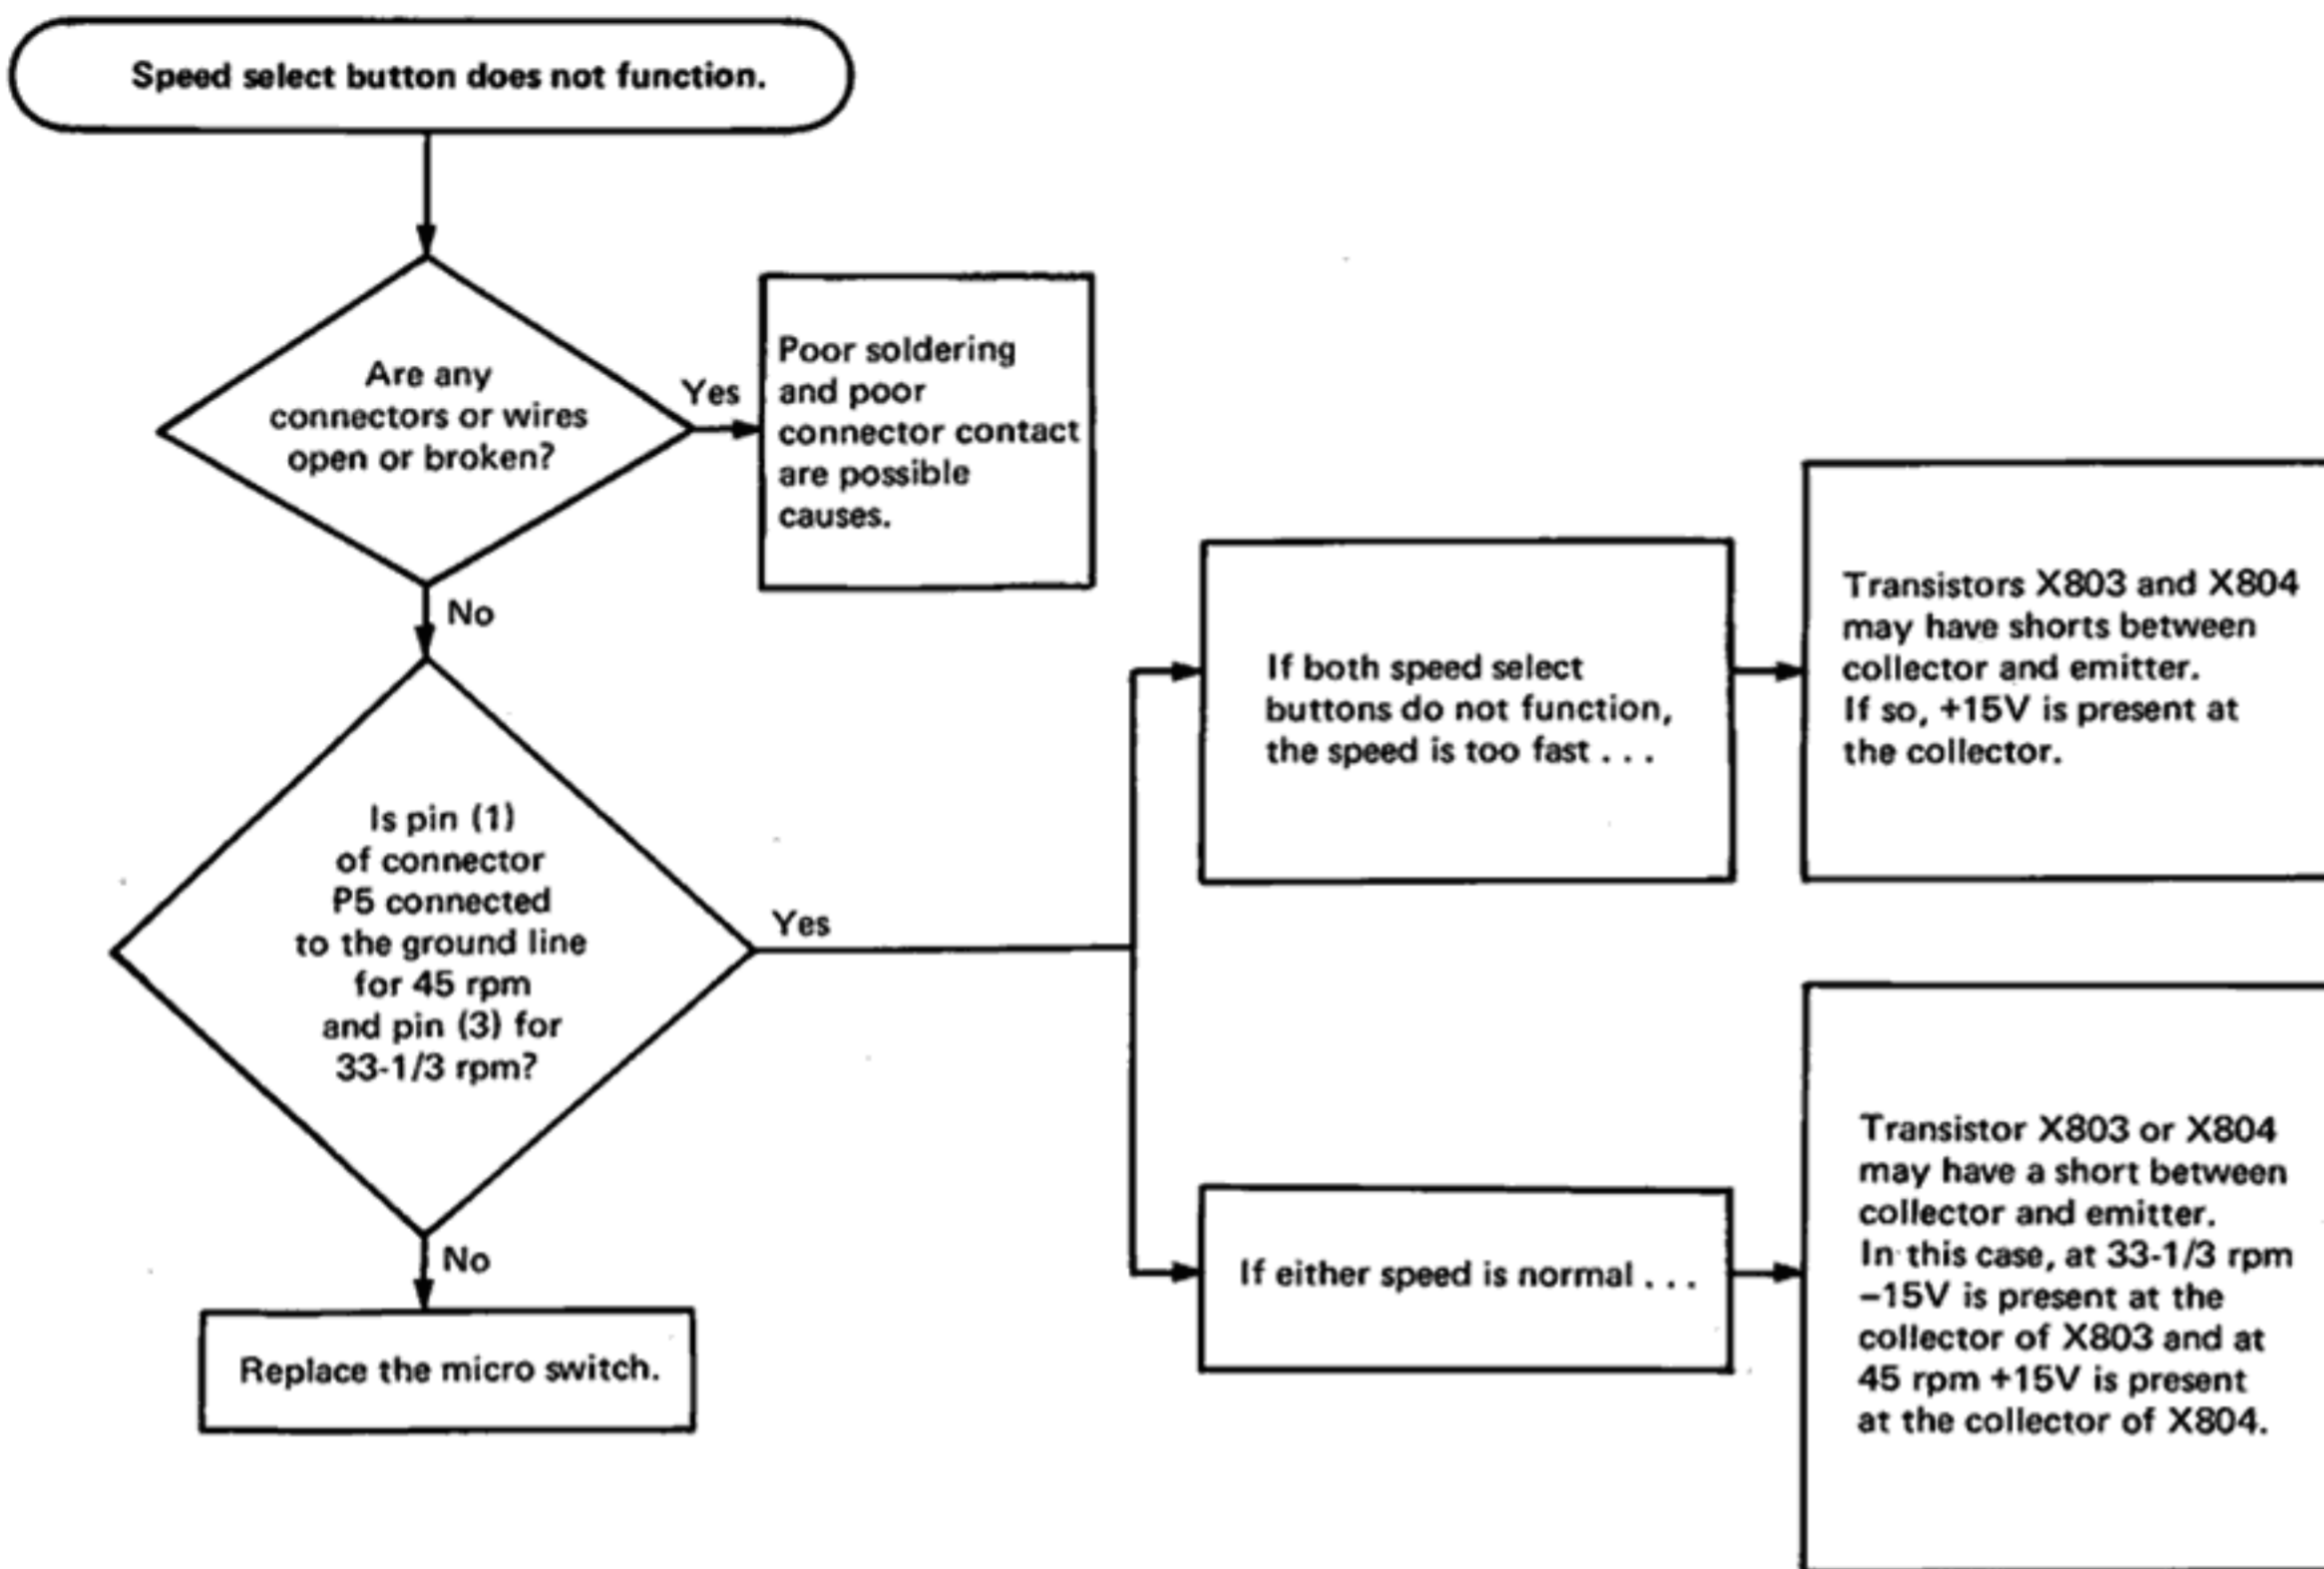 Speed select button does not function.
Are any
connectors or wires
open or broken?
Yes
Poor soldering
and poor
connector contact
are possible
causes.
No
Is pin (1)
of connector
P5 connected
to the ground line
for 45 rpm
and pin (3) for
33-1/3 rpm?
Yes
If both speed select
buttons do not function,
the speed is too fast . . .
Transistors X803 and X804
may have shorts between
collector and emitter.
If so, +15V is present at
the collector.
If either speed is normal . . .
Transistor X803 or X804
may have a short between
collector and emitter.
In this case, at 33-1/3 rpm
−15V is present at the
collector of X803 and at
45 rpm +15V is present
at the collector of X804.
No
Replace the micro switch.